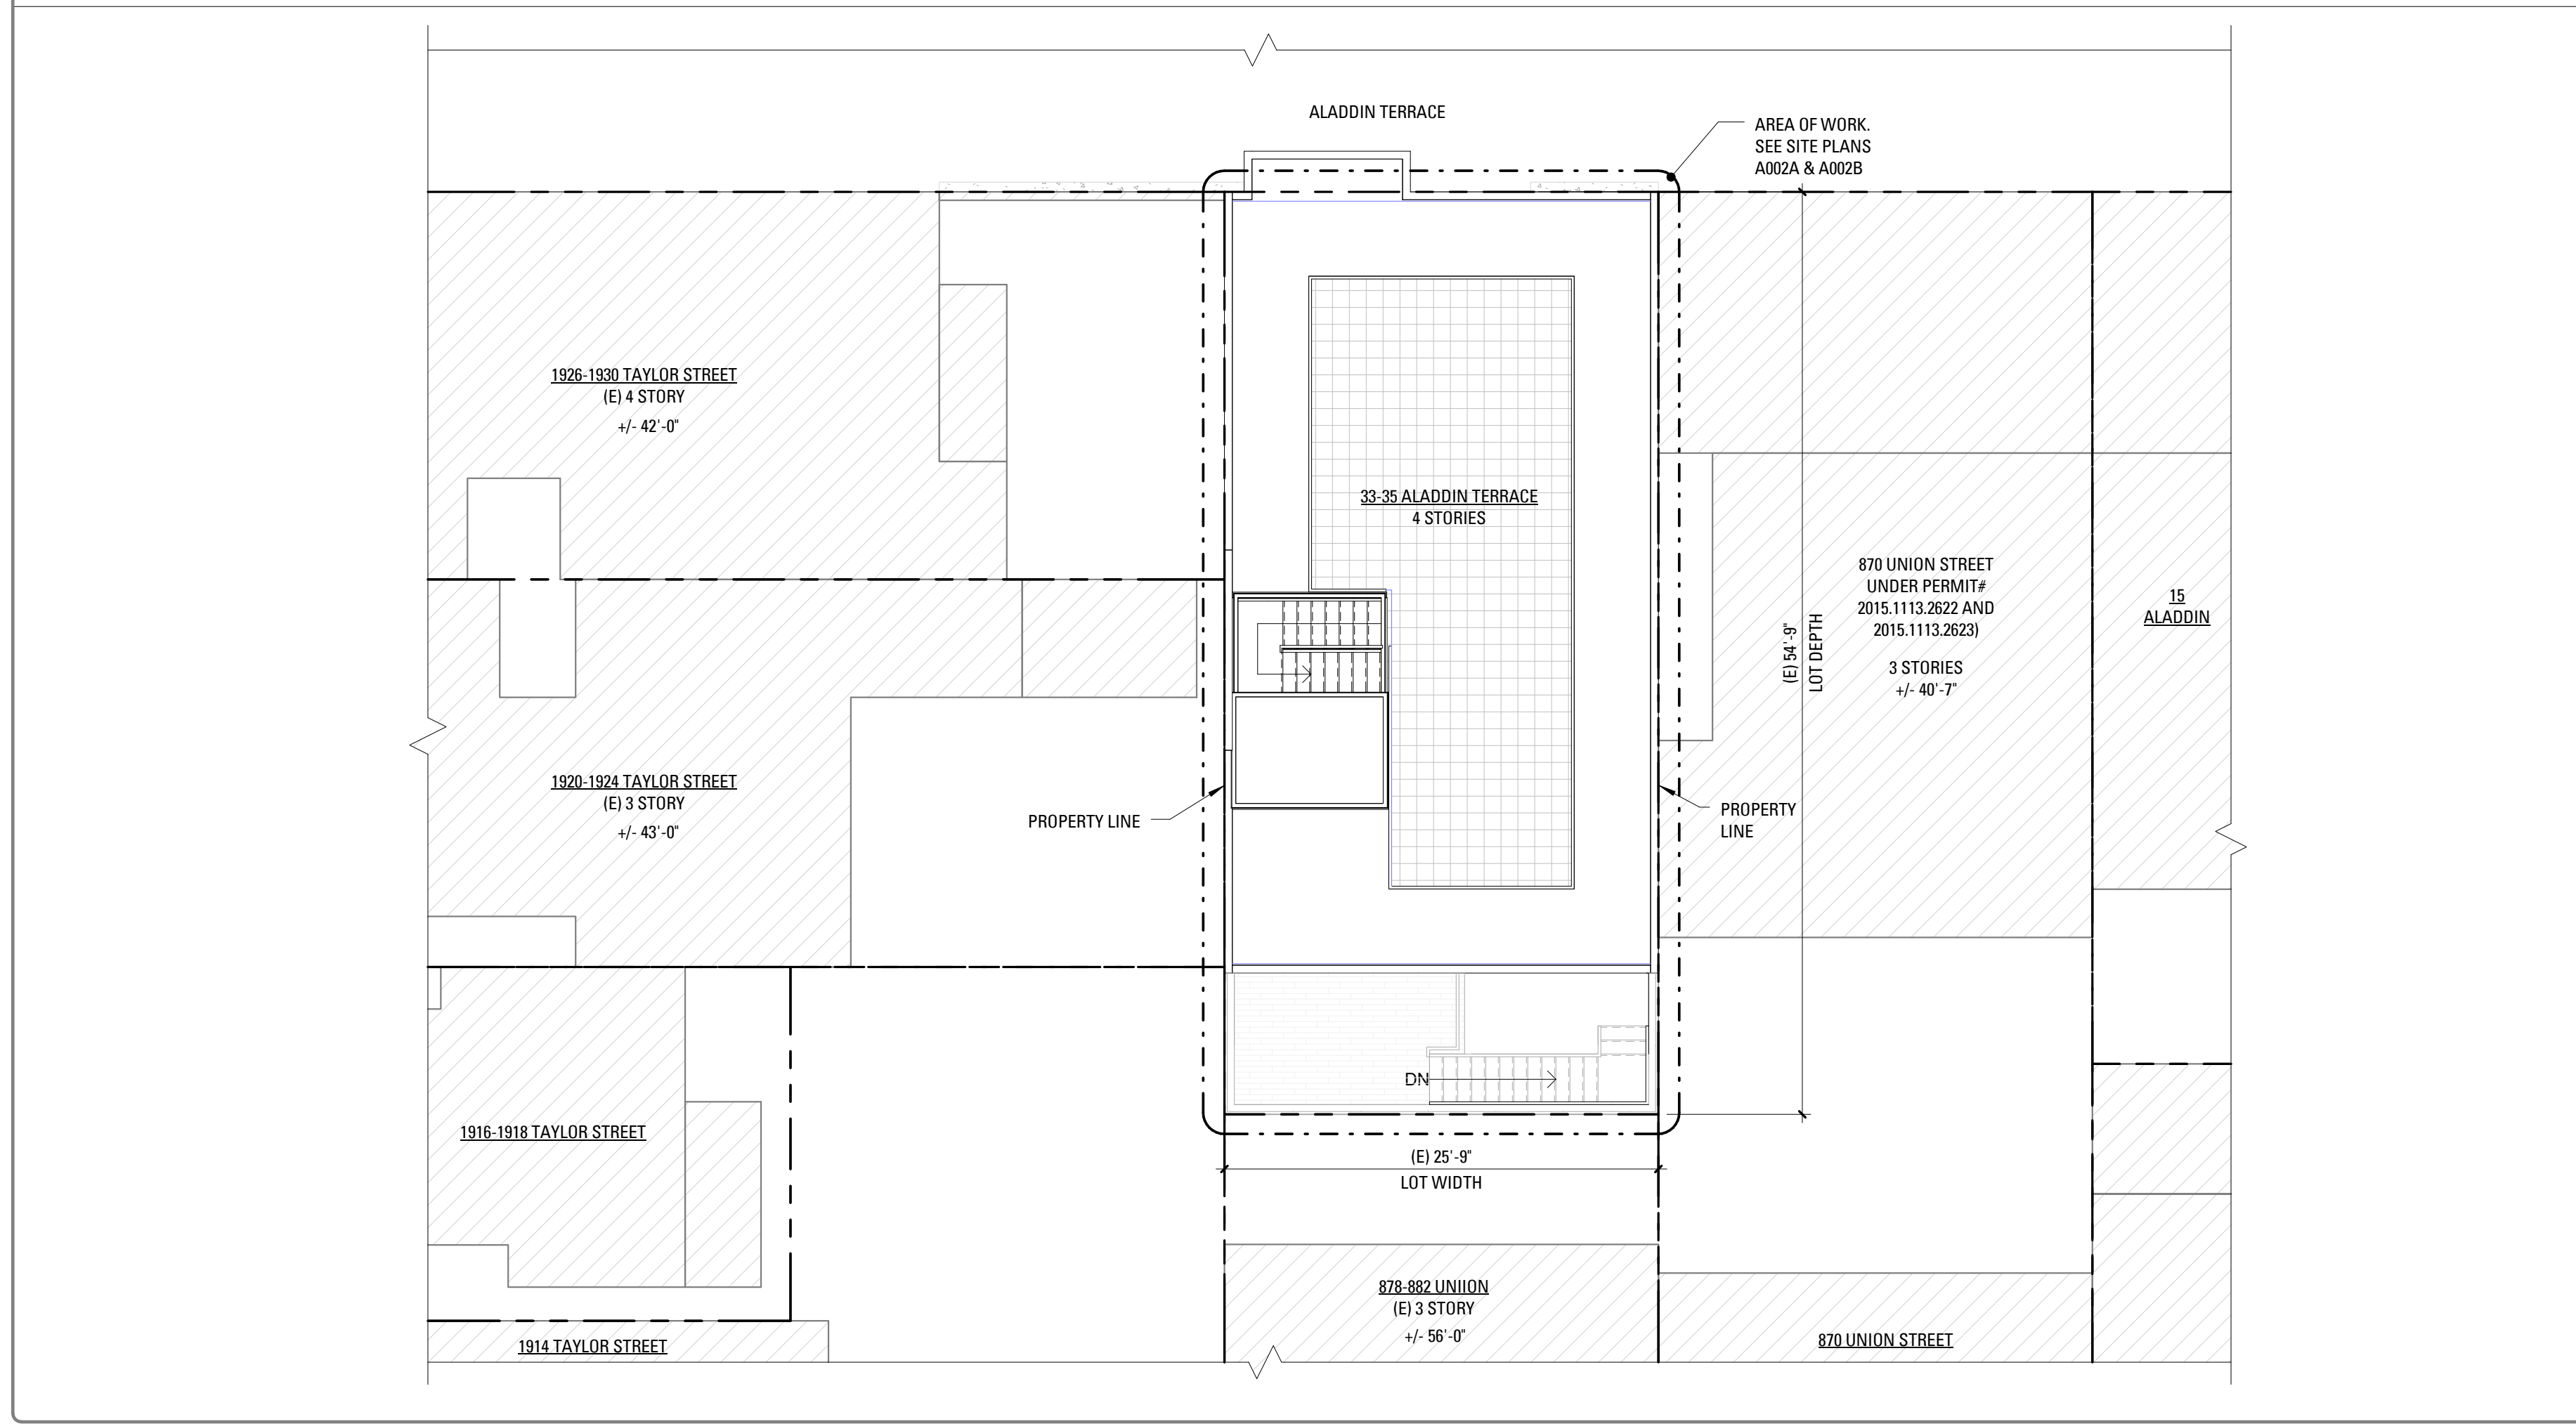 ALADDIN TERRACE
AREA OF WORK.
SEE SITE PLANS
A002A & A002B
1926-1930 TAYLOR STREET
(E) 4 STORY
+/- 42'-0"
33-35 ALADDIN TERRACE
4 STORIES
870 UNION STREET
UNDER PERMIT#
2015.1113.2622 AND
2015.1113.2623)
3 STORIES
+/- 40'-7"
15
ALADDIN
(E) 54'-9"
LOT DEPTH
1920-1924 TAYLOR STREET
(E) 3 STORY
+/- 43'-0"
PROPERTY LINE
PROPERTY
LINE
DN
1916-1918 TAYLOR STREET
(E) 25'-9"
LOT WIDTH
878-882 UNIION
(E) 3 STORY
+/- 56'-0"
1914 TAYLOR STREET
870 UNION STREET